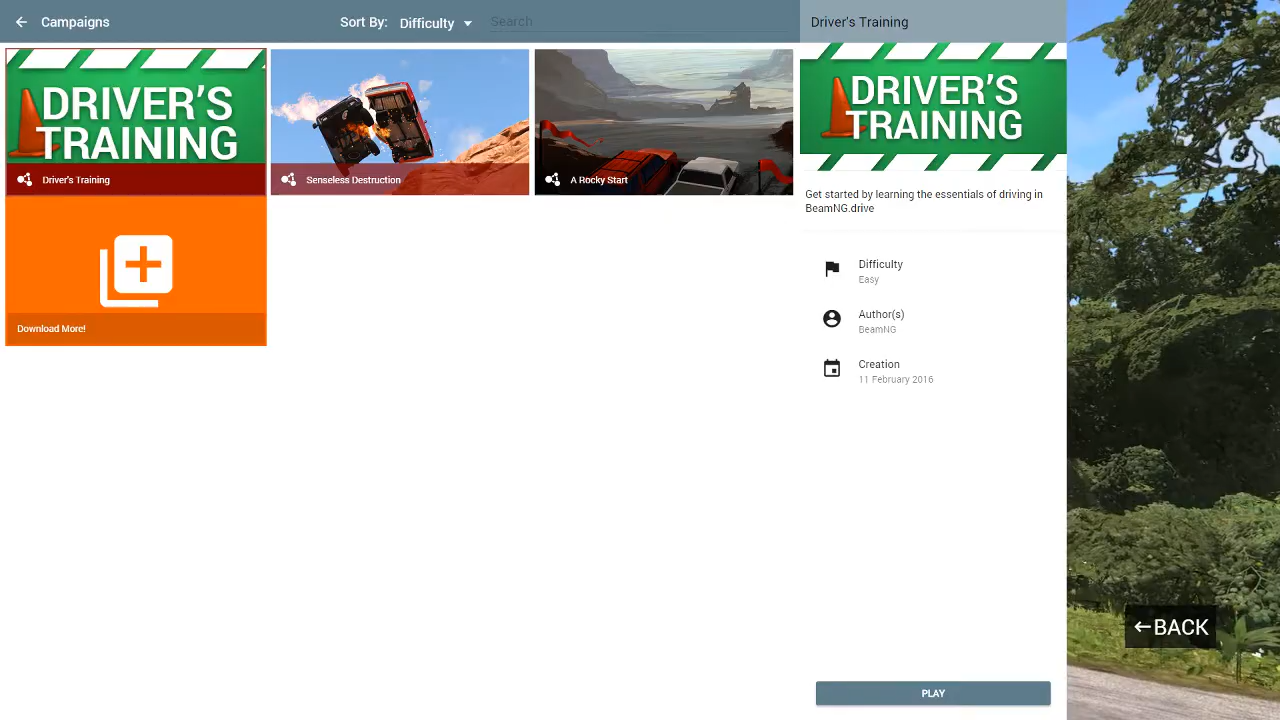 Campaigns
Sort By:
Difficulty
Search
Driver's Training
DRIVER'S
TRAINING
Driver's Training
Senseless Destruction
A Rocky Start
Download More!
DRIVER'S
TRAINING
Get started by learning the essentials of driving in
BeamNG.drive
Difficulty
Easy
Author(s)
BeamNG
Creation
11 February 2016
PLAY
←BACK